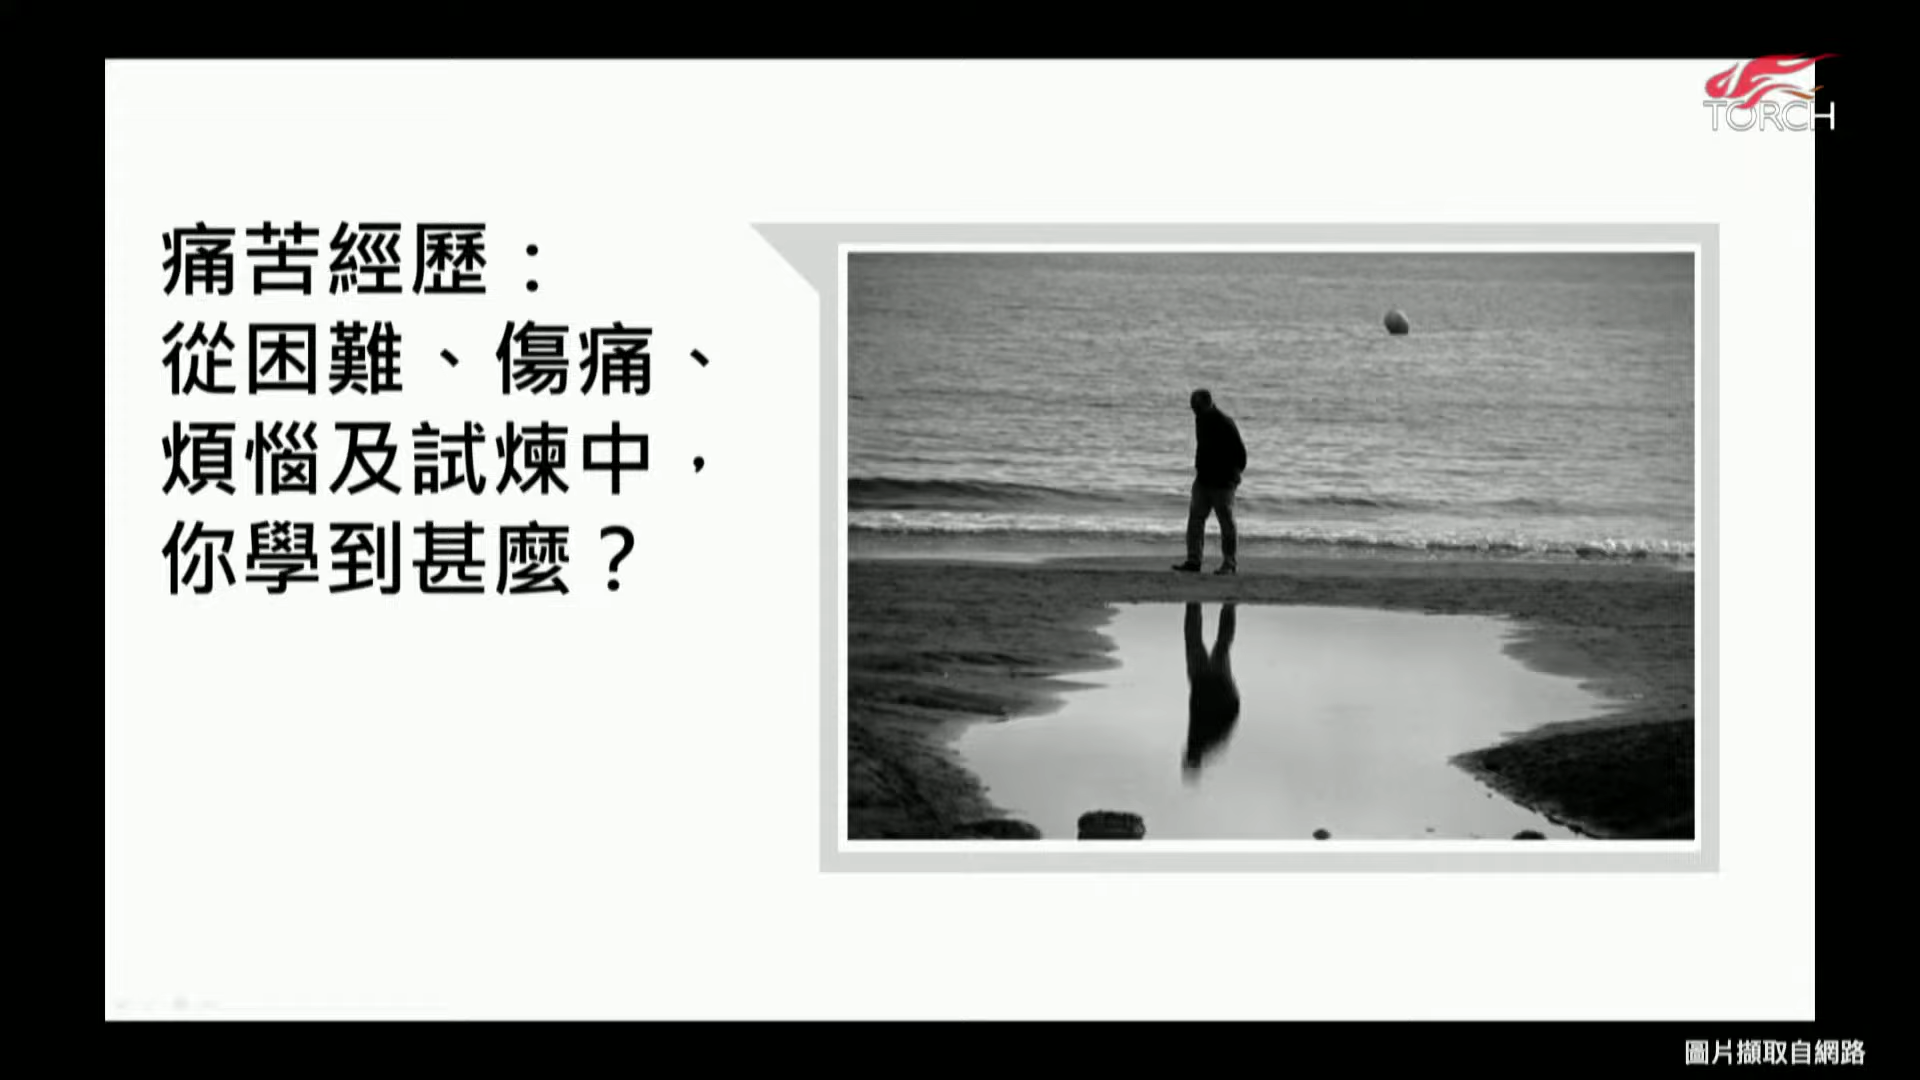 TORCH
痛苦經歷：
從困難、傷痛、
煩惱及試煉中，
你學到甚麼？
圖片擷取自網路